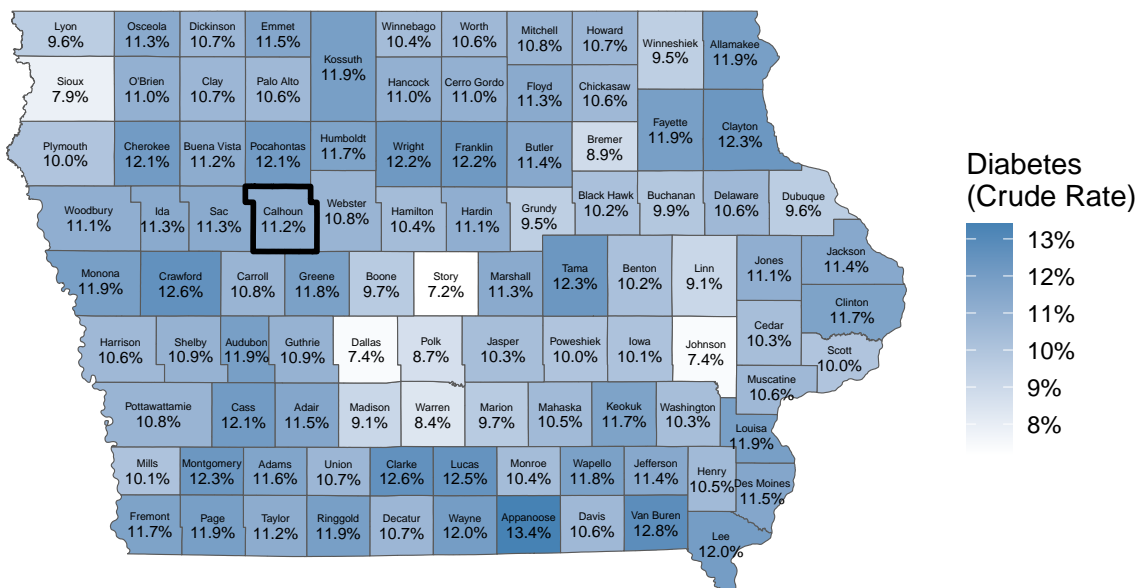 Lyon
9.6%
Osceola
11.3%
Dickinson
10.7%
Emmet
11.5%
Kossuth
11.9%
Winnebago
10.4%
Worth
10.6%
Mitchell
10.8%
Howard
10.7%
Winneshiek
9.5%
Allamakee
11.9%
Sioux
7.9%
O'Brien
11.0%
Clay
10.7%
Palo Alto
10.6%
Hancock
11.0%
Cerro Gordo
11.0%
Floyd
11.3%
Chickasaw
10.6%
Plymouth
10.0%
Cherokee
12.1%
Buena Vista
11.2%
Pocahontas
12.1%
Humboldt
11.7%
Wright
12.2%
Franklin
12.2%
Butler
11.4%
Bremer
8.9%
Fayette
11.9%
Clayton
12.3%
Woodbury
11.1%
Ida
11.3%
Sac
11.3%
Calhoun
11.2%
Webster
10.8%
Hamilton
10.4%
Hardin
11.1%
Grundy
9.5%
Black Hawk
10.2%
Buchanan
9.9%
Delaware
10.6%
Dubuque
9.6%
Monona
11.9%
Crawford
12.6%
Carroll
10.8%
Greene
11.8%
Boone
9.7%
Story
7.2%
Marshall
11.3%
Tama
12.3%
Benton
10.2%
Linn
9.1%
Jones
11.1%
Jackson
11.4%
Clinton
11.7%
Harrison
10.6%
Shelby
10.9%
Audubon
11.9%
Guthrie
10.9%
Dallas
7.4%
Polk
8.7%
Jasper
10.3%
Poweshiek
10.0%
Iowa
10.1%
Johnson
7.4%
Cedar
10.3%
Scott
10.0%
Muscatine
10.6%
Pottawattamie
10.8%
Cass
12.1%
Adair
11.5%
Madison
9.1%
Warren
8.4%
Marion
9.7%
Mahaska
10.5%
Keokuk
11.7%
Washington
10.3%
Louisa
11.9%
Mills
10.1%
Montgomery
12.3%
Adams
11.6%
Union
10.7%
Clarke
12.6%
Lucas
12.5%
Monroe
10.4%
Wapello
11.8%
Jefferson
11.4%
Henry
10.5%
Des Moines
11.5%
Fremont
11.7%
Page
11.9%
Taylor
11.2%
Ringgold
11.9%
Decatur
10.7%
Wayne
12.0%
Appanoose
13.4%
Davis
10.6%
Van Buren
12.8%
Lee
12.0%
Diabetes
(Crude Rate)
13%
12%
11%
10%
9%
8%